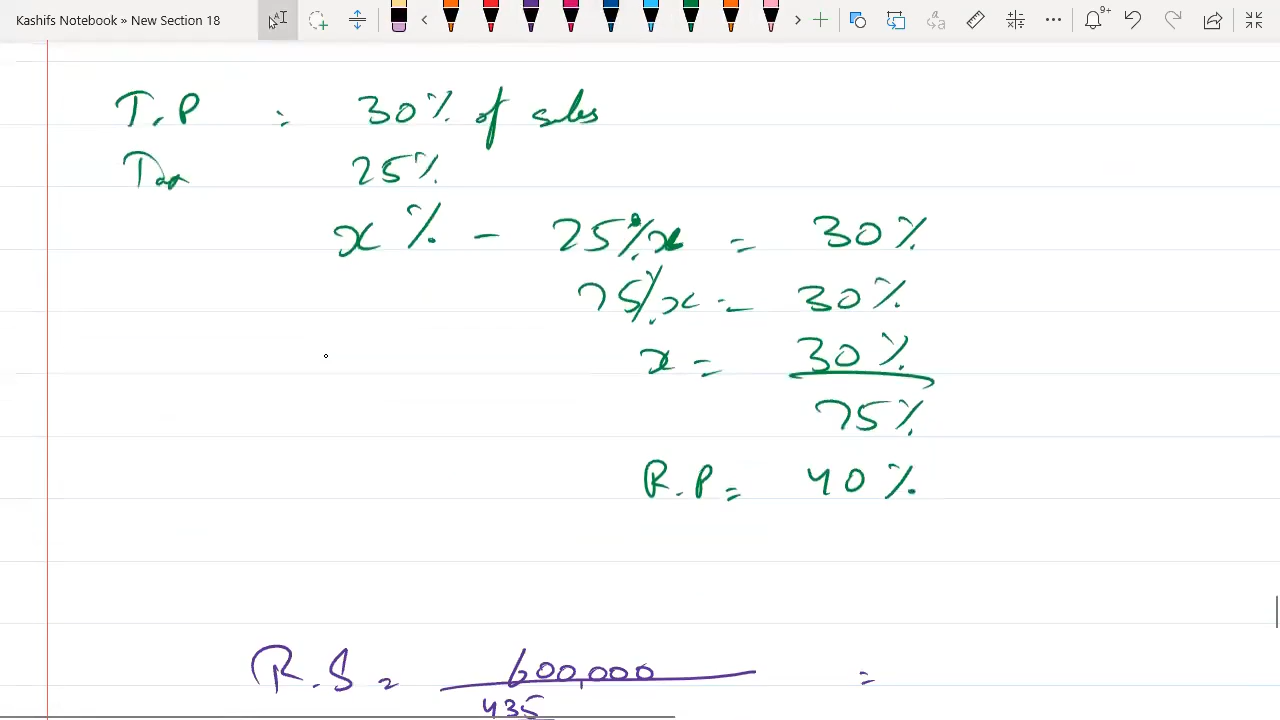 Kashifs Notebook » New Section 18
9+
T.P : 30% of sales
Tax 25%
x % - 25%x = 30%
75%x = 30%
x = 30%
75%
R.P = 40%
R.S = 600,000 =
435